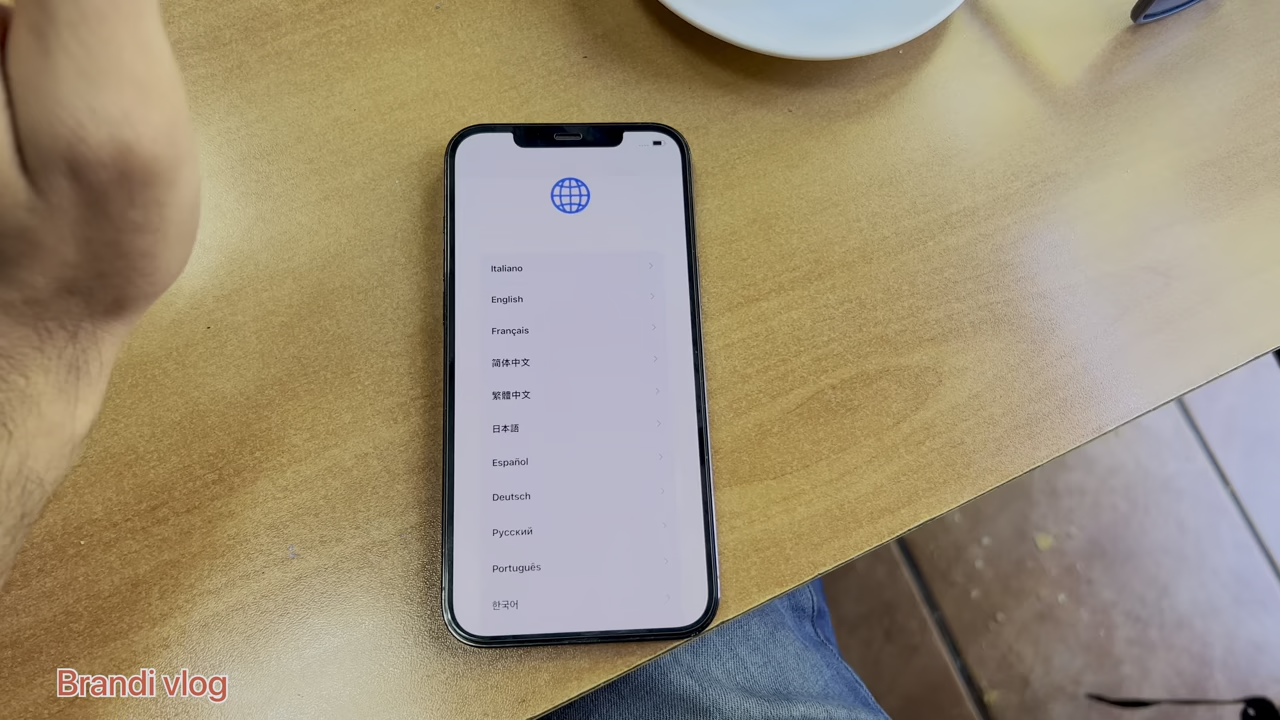 Italiano
English
Français
简体中文
繁體中文
日本語
Español
Deutsch
Русский
Português
한국어
Brandi vlog